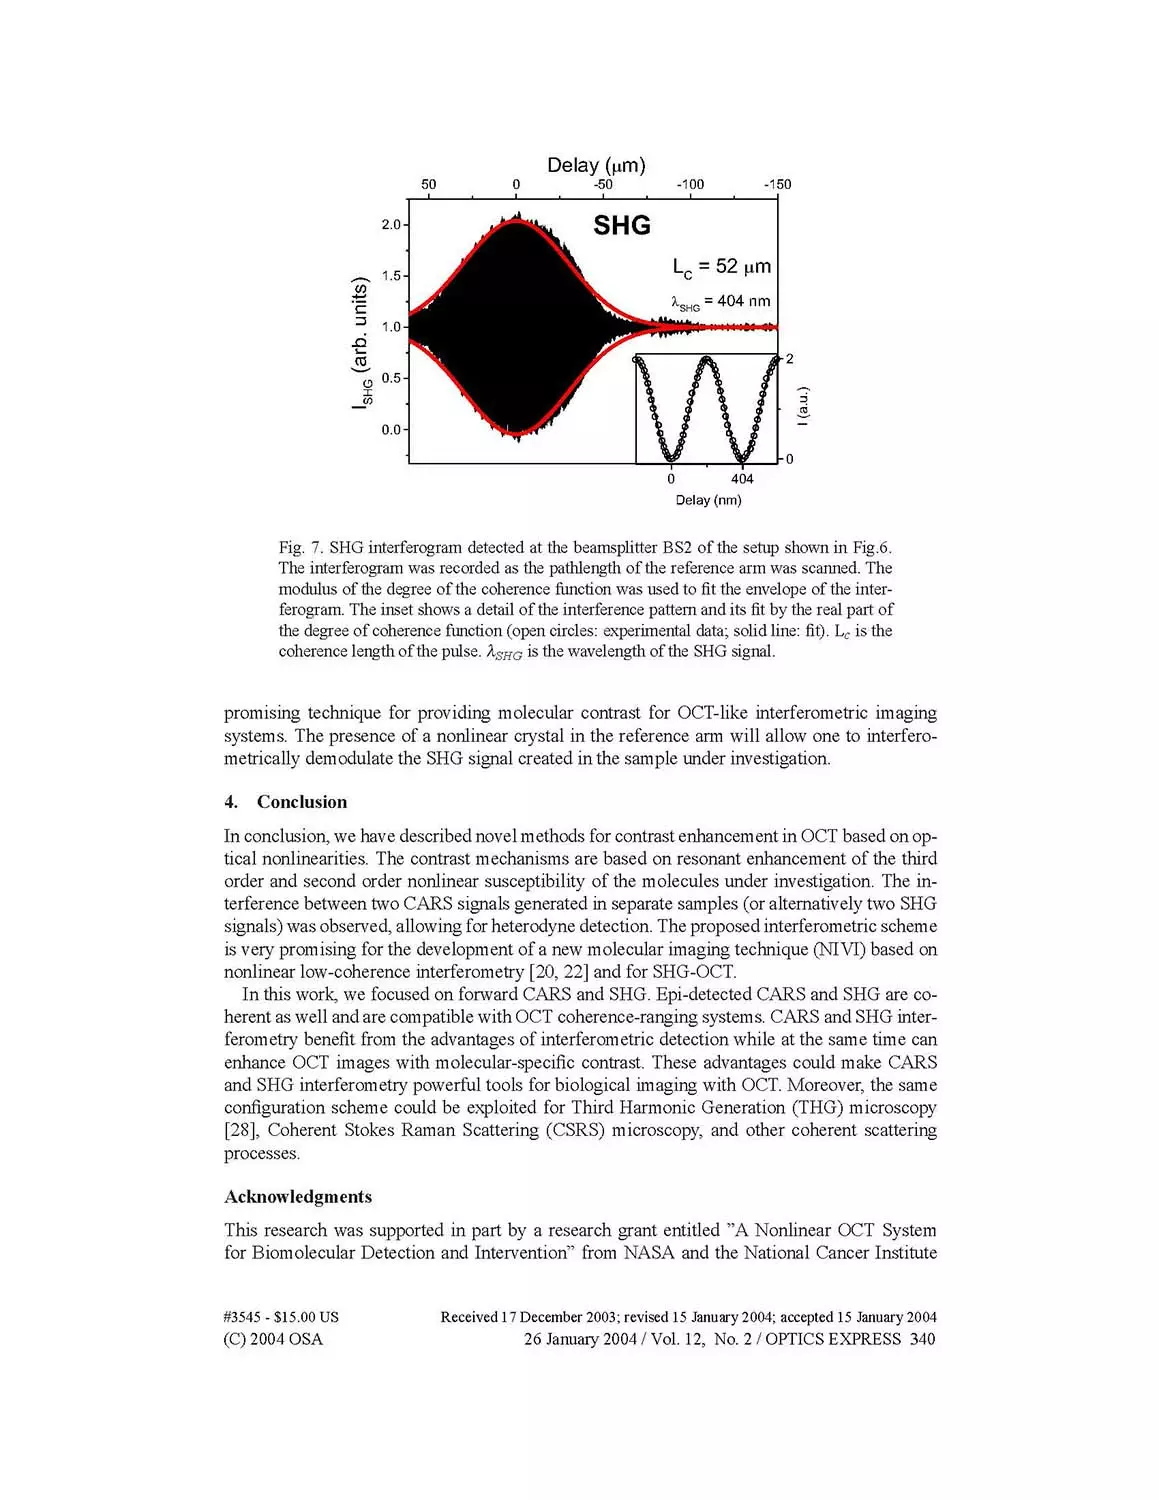 Delay (μm)
50 0 -50 -100 -150
SHG
2.0
L_C = 52 μm
1.5
λ_SHG = 404 nm
1.0
0.5
0.0
I_SHG (arb. units)
2
0
I (a.u.)
0 404
Delay (nm)
Fig. 7. SHG interferogram detected at the beamsplitter BS2 of the setup shown in Fig.6.
The interferogram was recorded as the pathlength of the reference arm was scanned. The
modulus of the degree of the coherence function was used to fit the envelope of the inter-
ferogram. The inset shows a detail of the interference pattern and its fit by the real part of
the degree of coherence function (open circles: experimental data; solid line: fit). L_c is the
coherence length of the pulse. λ_SHG is the wavelength of the SHG signal.
promising technique for providing molecular contrast for OCT-like interferometric imaging
systems. The presence of a nonlinear crystal in the reference arm will allow one to interfero-
metrically demodulate the SHG signal created in the sample under investigation.
4. Conclusion
In conclusion, we have described novel methods for contrast enhancement in OCT based on op-
tical nonlinearities. The contrast mechanisms are based on resonant enhancement of the third
order and second order nonlinear susceptibility of the molecules under investigation. The in-
terference between two CARS signals generated in separate samples (or alternatively two SHG
signals) was observed, allowing for heterodyne detection. The proposed interferometric scheme
is very promising for the development of a new molecular imaging technique (NIVI) based on
nonlinear low-coherence interferometry [20, 22] and for SHG-OCT.
In this work, we focused on forward CARS and SHG. Epi-detected CARS and SHG are co-
herent as well and are compatible with OCT coherence-ranging systems. CARS and SHG inter-
ferometry benefit from the advantages of interferometric detection while at the same time can
enhance OCT images with molecular-specific contrast. These advantages could make CARS
and SHG interferometry powerful tools for biological imaging with OCT. Moreover, the same
configuration scheme could be exploited for Third Harmonic Generation (THG) microscopy
[28], Coherent Stokes Raman Scattering (CSRS) microscopy, and other coherent scattering
processes.
Acknowledgments
This research was supported in part by a research grant entitled ”A Nonlinear OCT System
for Biomolecular Detection and Intervention” from NASA and the National Cancer Institute
#3545 - $15.00 US Received 17 December 2003; revised 15 January 2004; accepted 15 January 2004
(C) 2004 OSA 26 January 2004 / Vol. 12, No. 2 / OPTICS EXPRESS 340